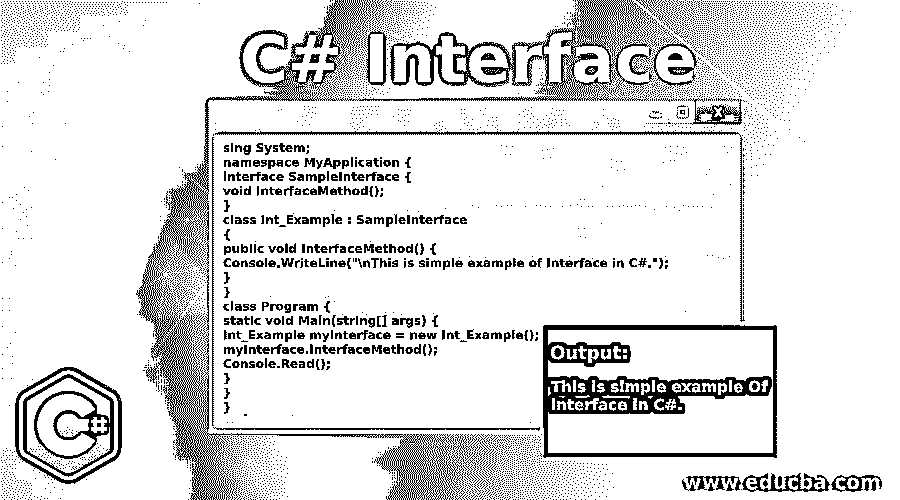 C# Interface
X
sing System;
namespace MyApplication {
interface SampleInterface {
void InterfaceMethod();
}
class Int_Example : SampleInterface
{
public void InterfaceMethod() {
Console.WriteLine("\nThis is simple example of Interface in C#.");
}
}
class Program {
static void Main(string[] args) {
Int_Example myInterface = new Int_Example();
myInterface.InterfaceMethod();
Console.Read();
}
}
}
Output:
This is simple example Of
Interface in C#.
C#
www.educba.com